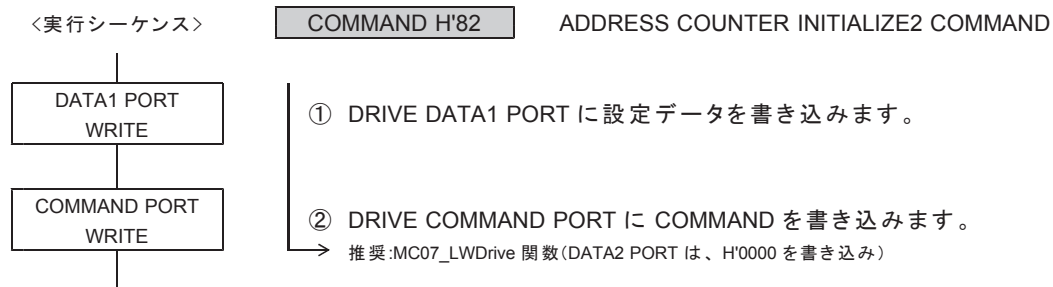 <実行シーケンス>
COMMAND H'82
ADDRESS COUNTER INITIALIZE2 COMMAND
DATA1 PORT
WRITE
① DRIVE DATA1 PORT に設定データを書き込みます。
COMMAND PORT
WRITE
② DRIVE COMMAND PORT に COMMAND を書き込みます。
推奨:MC07_LWDrive 関数(DATA2 PORT は、H'0000 を書き込み)